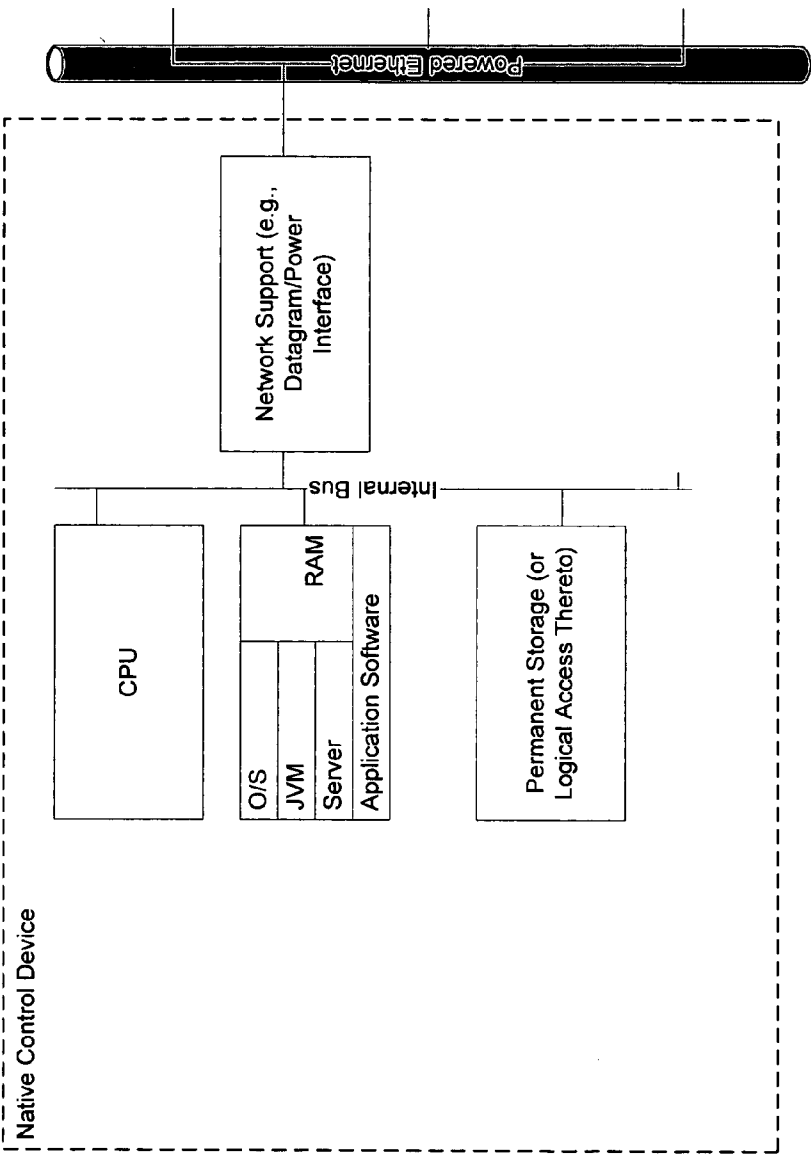 Native Control Device
CPU
O/S
JVM
Server
RAM
Application Software
Permanent Storage (or
Logical Access Thereto)
Internal Bus
Network Support (e.g.,
Datagram/Power
Interface)
Powered Ethernet